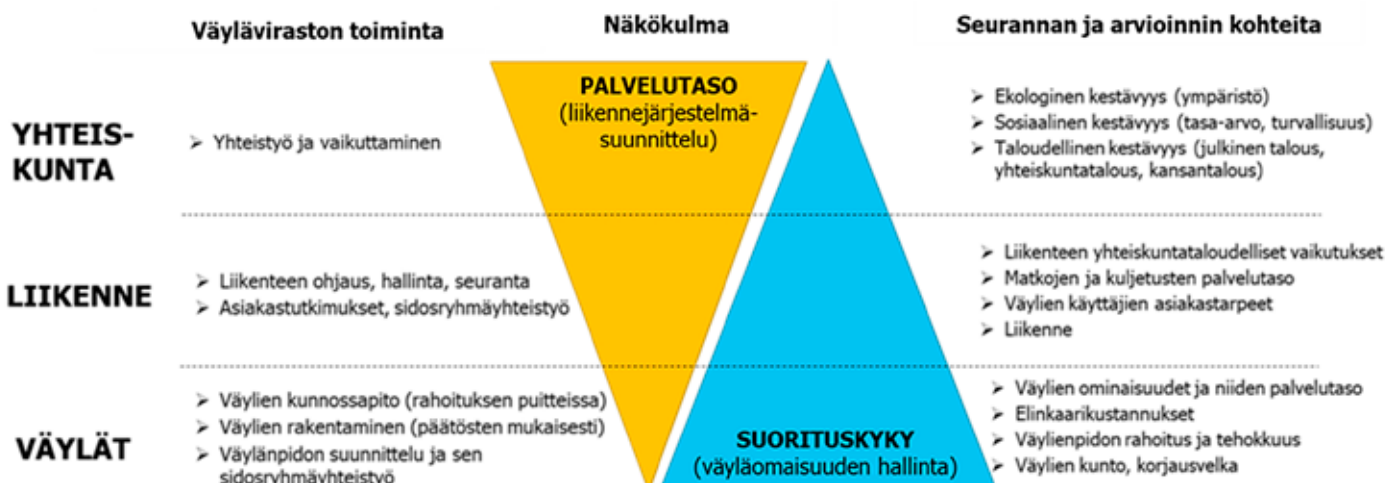 Väyläviraston toiminta
Näkökulma
Seurannan ja arvioinnin kohteita
YHTEIS-
KUNTA
➢ Yhteistyö ja vaikuttaminen
PALVELUTASO
(liikennejärjestelmä-
suunnittelu)
➢ Ekologinen kestävyys (ympäristö)
➢ Sosiaalinen kestävyys (tasa-arvo, turvallisuus)
➢ Taloudellinen kestävyys (julkinen talous,
yhteiskuntatalous, kansantalous)
LIIKENNE
➢ Liikenteen ohjaus, hallinta, seuranta
➢ Asiakastutkimukset, sidosryhmäyhteistyö
➢ Liikenteen yhteiskuntataloudelliset vaikutukset
➢ Matkojen ja kuljetusten palvelutaso
➢ Väylien käyttäjien asiakastarpeet
➢ Liikenne
VÄYLÄT
➢ Väylien kunnossapito (rahoituksen puitteissa)
➢ Väylien rakentaminen (päätösten mukaisesti)
➢ Väylänpidon suunnittelu ja sen
sidosryhmäyhteistyö
SUORITUSKYKY
(väyläomaisuuden hallinta)
➢ Väylien ominaisuudet ja niiden palvelutaso
➢ Elinkaarikustannukset
➢ Väylienpidon rahoitus ja tehokkuus
➢ Väylien kunto, korjausvelka